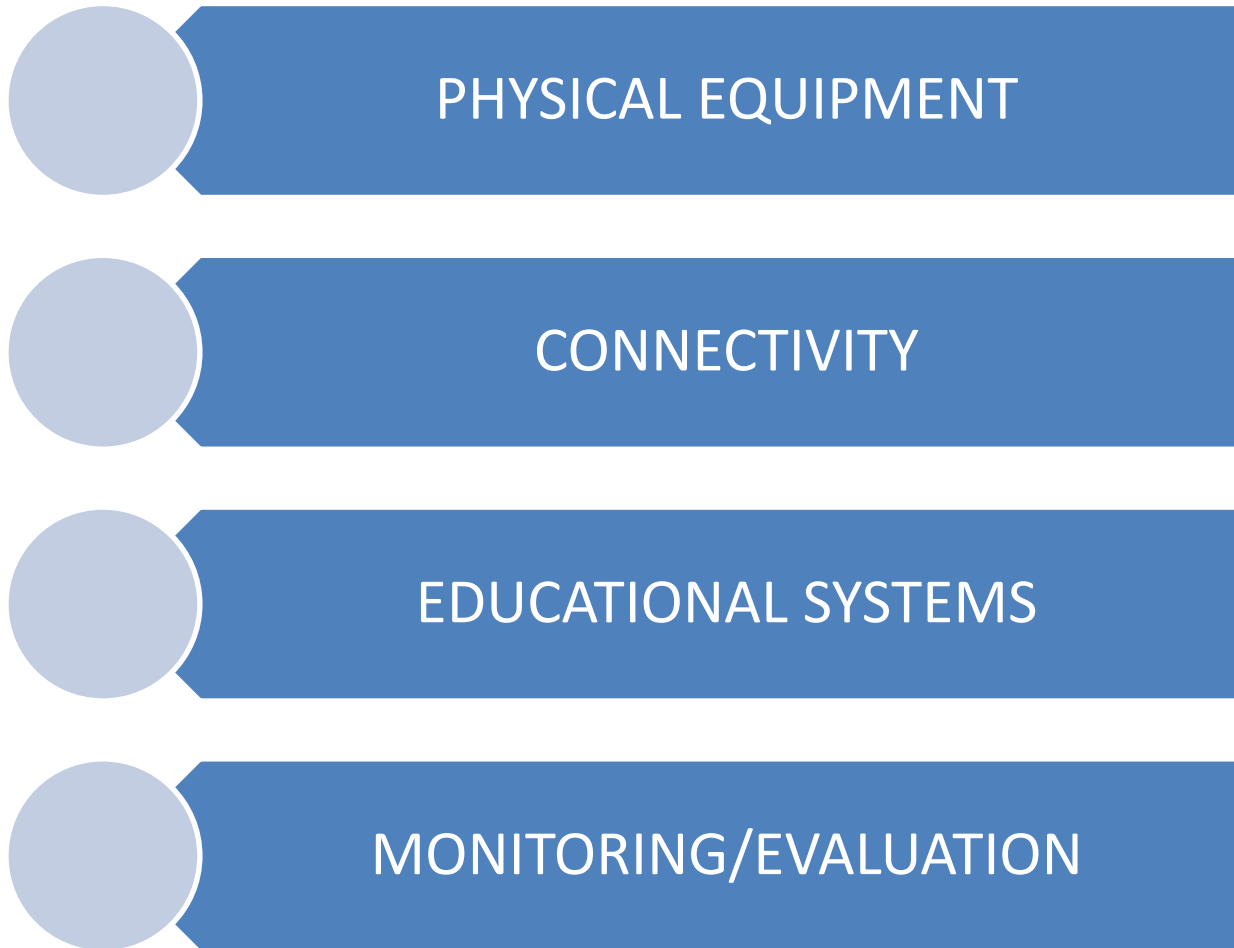 PHYSICAL EQUIPMENT
CONNECTIVITY
EDUCATIONAL SYSTEMS
MONITORING/EVALUATION